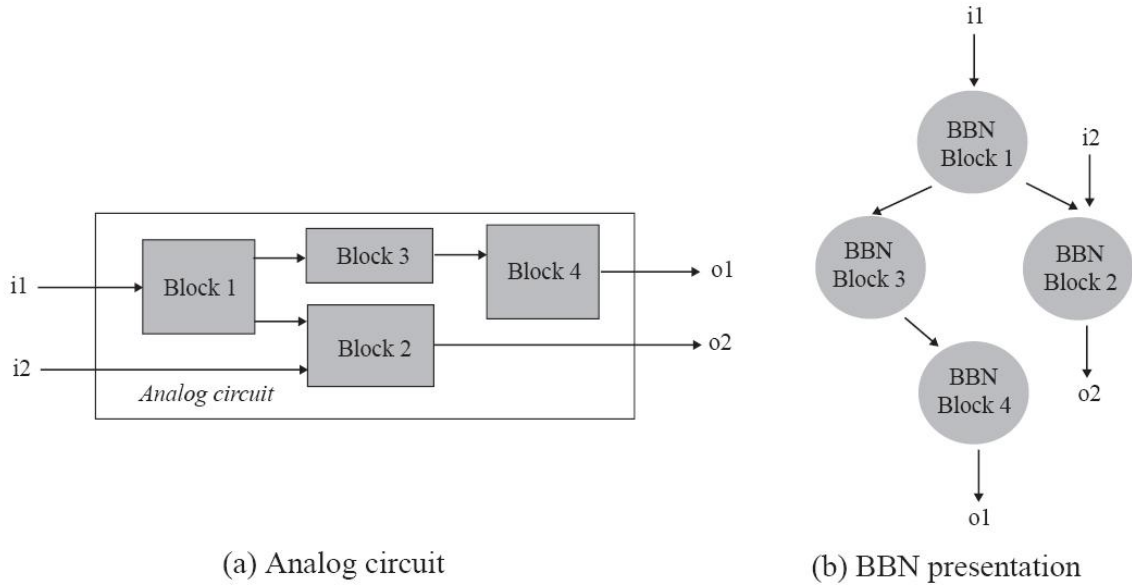 i1
i2
Block 1
Block 3
Block 2
Block 4
Analog circuit
o1
o2
(a) Analog circuit
i1
BBN
Block 1
i2
BBN
Block 3
BBN
Block 2
BBN
Block 4
o2
o1
(b) BBN presentation